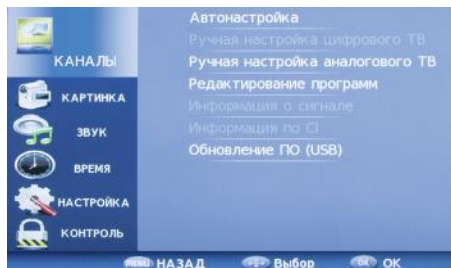 КАНАЛЫ
КАРТИНКА
ЗВУК
ВРЕМЯ
НАСТРОЙКА
КОНТРОЛЬ
Автонастройка
Ручная настройка цифрового ТВ
Ручная настройка аналогового ТВ
Редактирование программ
Информация о сигнале
Информация по CI
Обновление ПО (USB)
MENU НАЗАД Выбор OK ОК